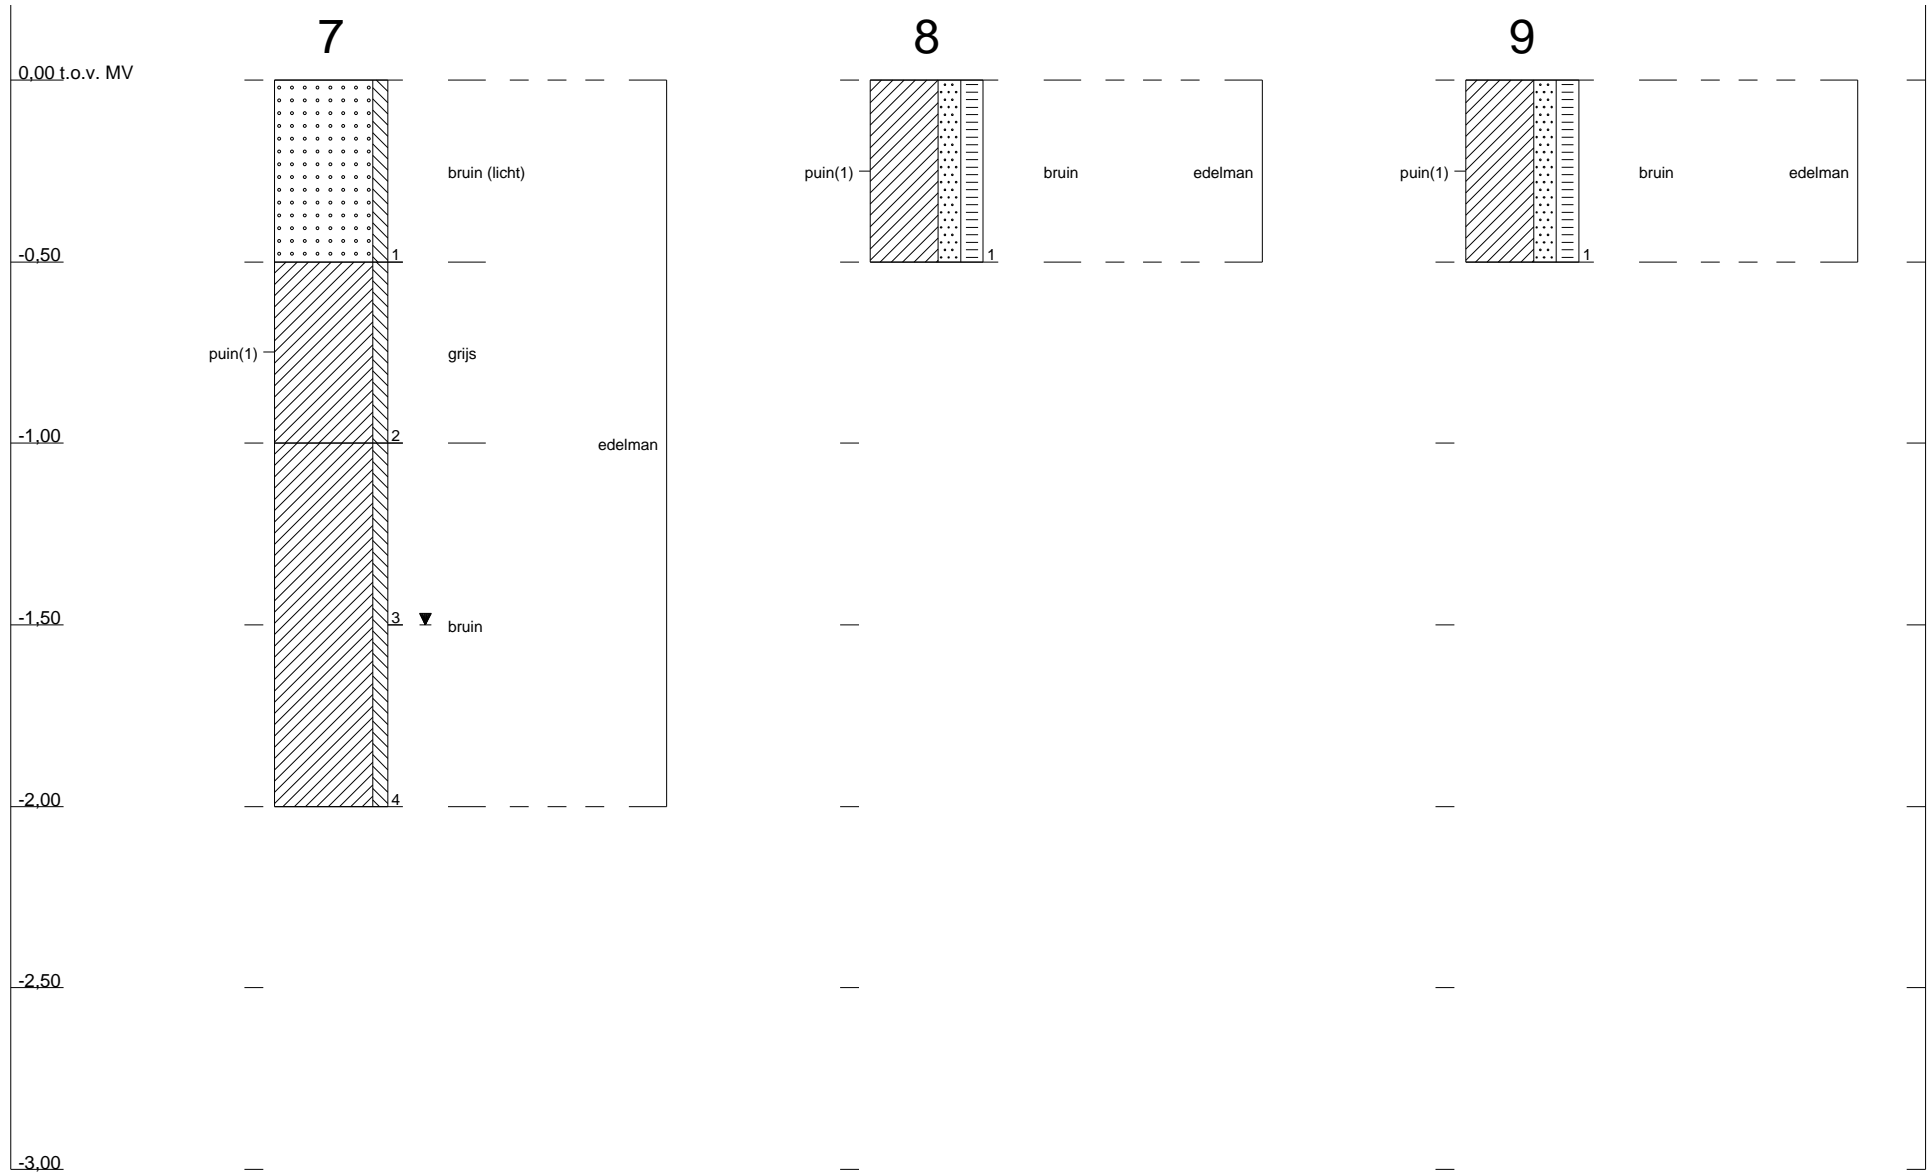 7
8
9
0,00 t.o.v. MV
puin(1)
bruin (licht)
puin(1)
bruin
edelman
puin(1)
bruin
edelman
-0,50
1
1
1
puin(1)
grijs
-1,00
2
edelman
-1,50
3
bruin
-2,00
4
-2,50
-3,00